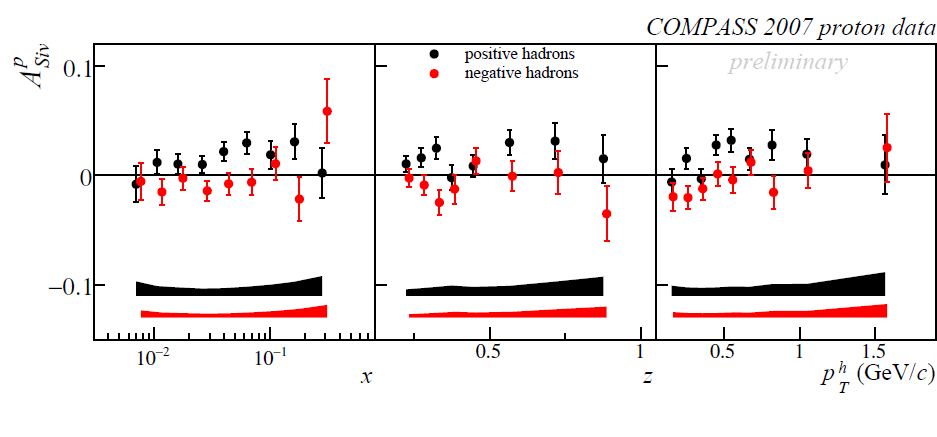 COMPASS 2007 proton data
A^p_Siv
0.1
0
−0.1
positive hadrons
negative hadrons
preliminary
10^−2
10^−1
x
0.5
1
z
0.5
1
1.5
p^h_T (GeV/c)